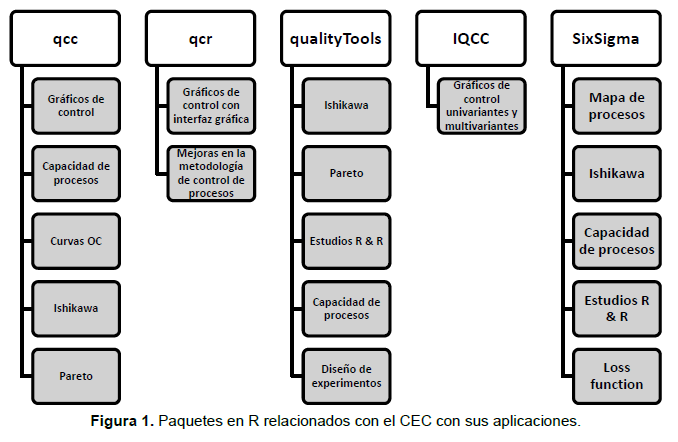 qcc
Gráficos de
control
Capacidad de
procesos
Curvas OC
Ishikawa
Pareto
qcr
Gráficos de
control con
interfaz gráfica
Mejoras en la
metodología
de control de
procesos
qualityTools
Ishikawa
Pareto
Estudios R & R
Capacidad de
procesos
Diseño de
experimentos
IQCC
Gráficos de
control
univariantes y
multivariantes
SixSigma
Mapa de
procesos
Ishikawa
Capacidad
de procesos
Estudios R
& R
Loss
function
Figura 1. Paquetes en R relacionados con el CEC con sus aplicaciones.